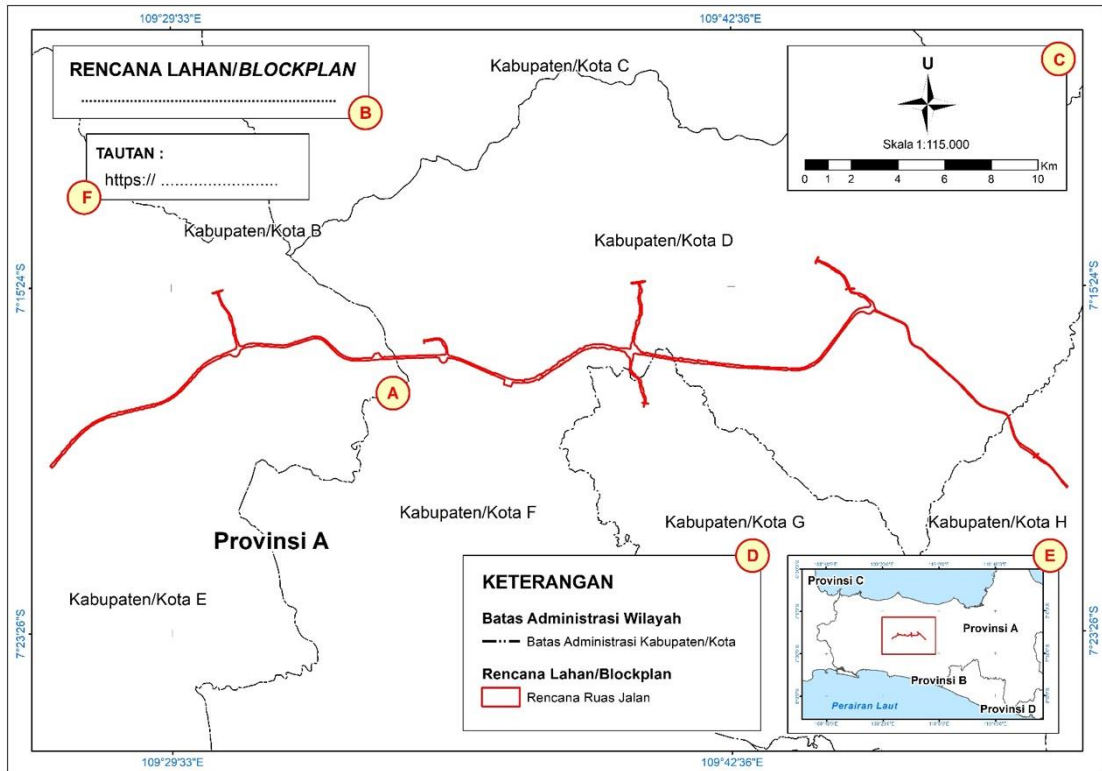 109°29'33"E
109°42'36"E
RENCANA LAHAN/BLOCKPLAN
B
TAUTAN :
https:// ........................
F
Kabupaten/Kota C
C
U
Skala 1:115.000
Km
0 1 2 4 6 8 10
Kabupaten/Kota B
Kabupaten/Kota D
7°15'24"S
7°15'24"S
A
Kabupaten/Kota F
Kabupaten/Kota G
Kabupaten/Kota H
Provinsi A
Kabupaten/Kota E
7°23'26"S
7°23'26"S
D
KETERANGAN
Batas Administrasi Wilayah
Batas Administrasi Kabupaten/Kota
Rencana Lahan/Blockplan
Rencana Ruas Jalan
E
Provinsi C
Provinsi A
Provinsi B
Perairan Laut
Provinsi D
109°29'33"E
109°42'36"E